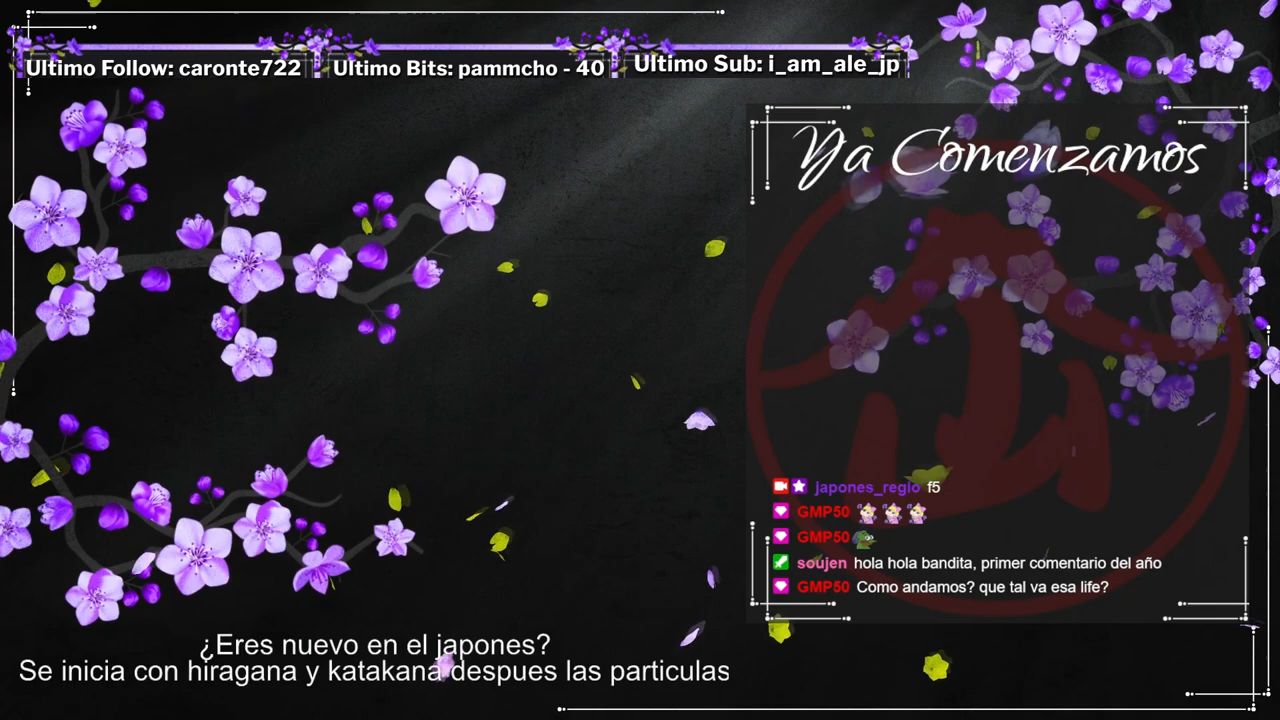 Ultimo Follow: caronte722
Ultimo Bits: pammcho - 40
Ultimo Sub: i_am_ale_jp
Ya Comenzamos
japones_regio f5
GMP50
GMP50
soujen hola hola bandita, primer comentario del año
GMP50 Como andamos? que tal va esa life?
¿Eres nuevo en el japones?
Se inicia con hiragana y katakana despues las particulas